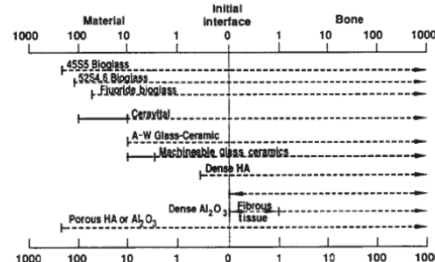 Material Initial interface Bone
1000 100 10 1 0 1 10 100 1000
45S5 Bioglass
52S4.6 Bioglass
Fluoride bioglass
Ceravital
A-W Glass-Ceramic
Machineable glass ceramics
Dense HA
Dense Al2O3 Fibrous tissue
Porous HA or Al2O3
1000 100 10 1 0 1 10 100 1000